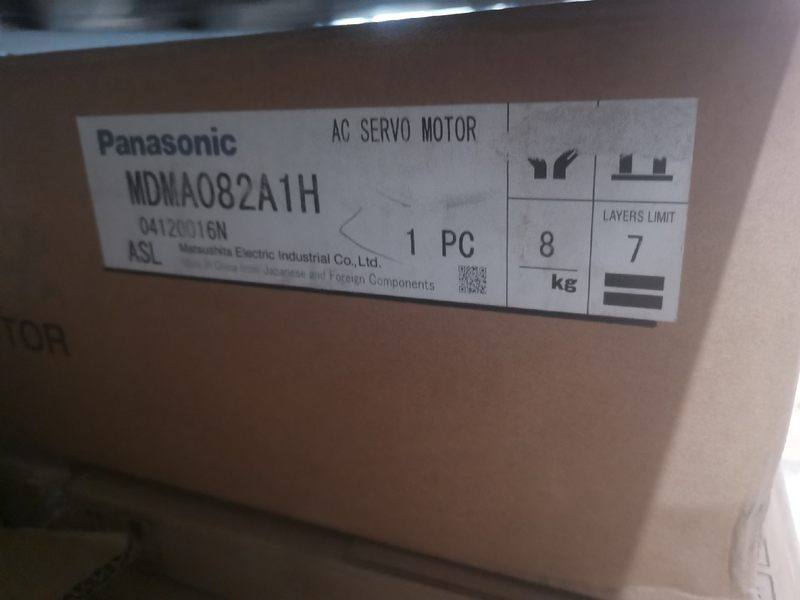 Panasonic
AC SERVO MOTOR
MDMA082A1H
04120016N
1 PC
ASL
Matsushita Electric Industrial Co.,Ltd.
Made in China from Japanese and Foreign Components
8
kg
LAYERS LIMIT
7
TOR